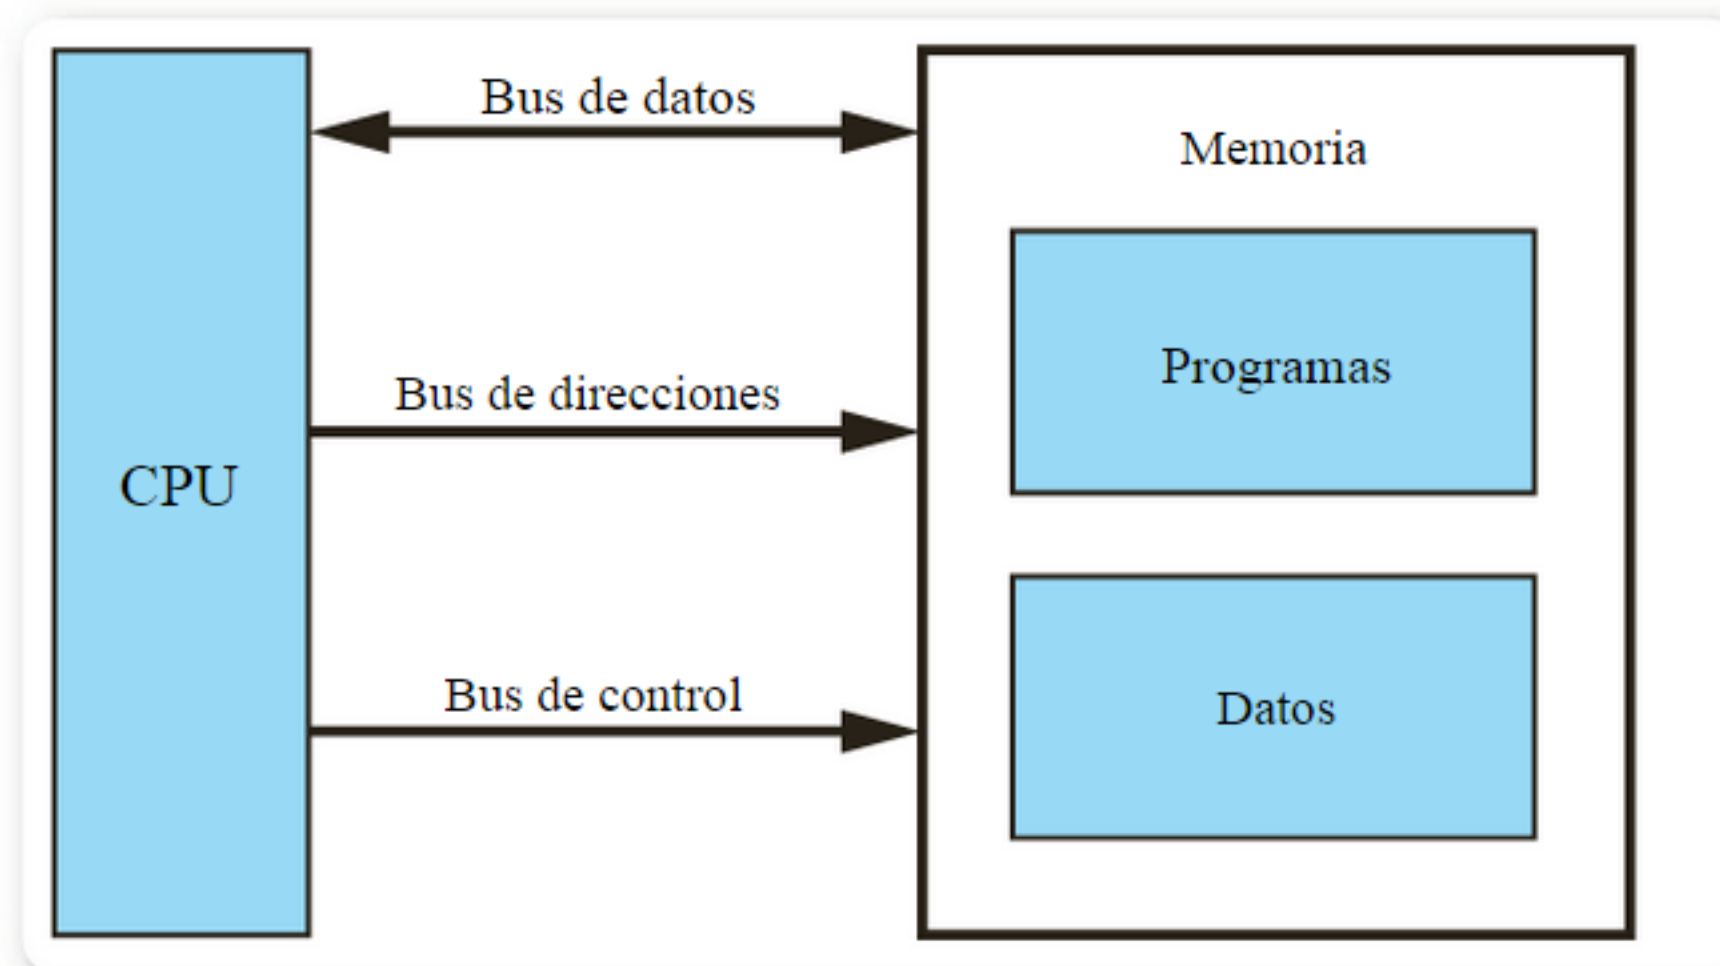 Bus de datos
Memoria
Programas
Bus de direcciones
CPU
Bus de control
Datos